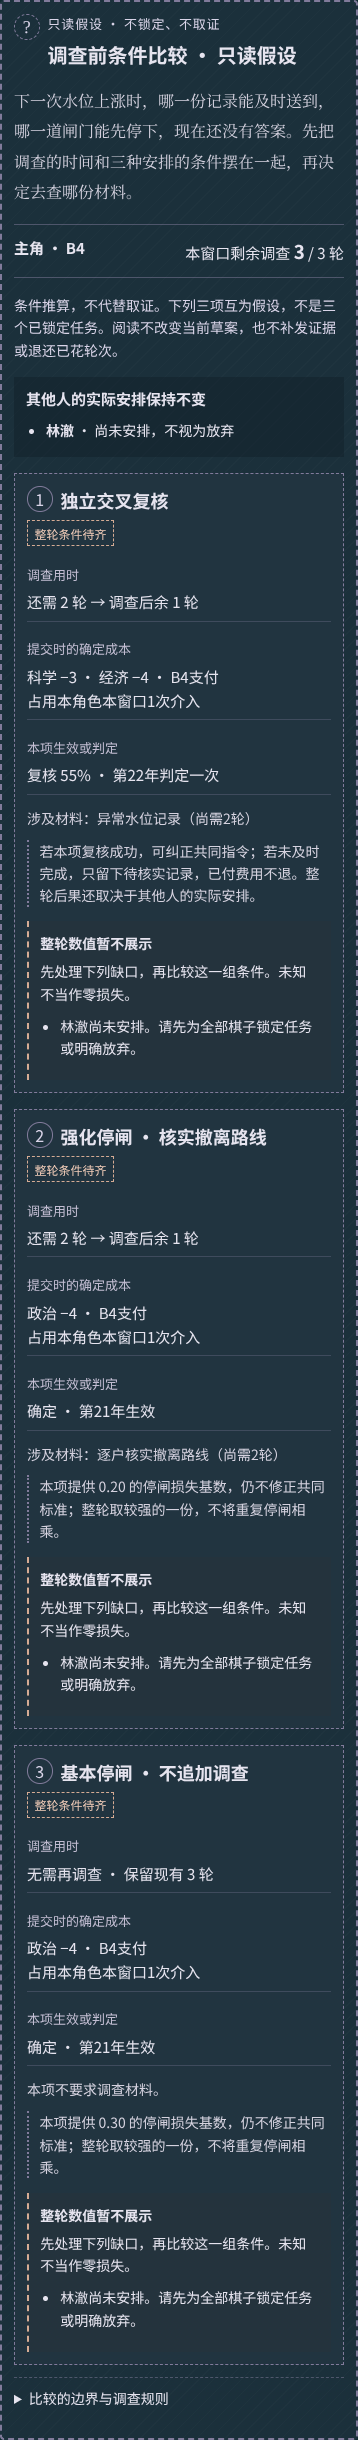 ?
只读假设 · 不锁定、不取证
调查前条件比较 · 只读假设
下一次水位上涨时，哪一份记录能及时送到，
哪一道闸门能先停下，现在还没有答案。先把
调查的时间和三种安排的条件摆在一起，再决
定去查哪份材料。
主角 · B4
本窗口剩余调查 3 / 3 轮
条件推算，不代替取证。下列三项互为假设，不是三
个已锁定任务。阅读不改变当前草案，也不补发证据
或退还已花轮次。
其他人的实际安排保持不变
• 林澈 · 尚未安排，不视为放弃
1 独立交叉复核
整轮条件待齐
调查用时
还需 2 轮 → 调查后余 1 轮
提交时的确定成本
科学 −3 · 经济 −4 · B4支付
占用本角色本窗口1次介入
本项生效或判定
复核 55% · 第22年判定一次
涉及材料：异常水位记录（尚需2轮）
若本项复核成功，可纠正共同指令；若未及时
完成，只留下待核实记录，已付费用不退。整
轮后果还取决于其他人的实际安排。
整轮数值暂不展示
先处理下列缺口，再比较这一组条件。未知
不当作零损失。
• 林澈尚未安排。请先为全部棋子锁定任务
或明确放弃。
2 强化停闸 · 核实撤离路线
整轮条件待齐
调查用时
还需 2 轮 → 调查后余 1 轮
提交时的确定成本
政治 −4 · B4支付
占用本角色本窗口1次介入
本项生效或判定
确定 · 第21年生效
涉及材料：逐户核实撤离路线（尚需2轮）
本项提供 0.20 的停闸损失基数，仍不修正共同
标准；整轮取较强的一份，不将重复停闸相
乘。
整轮数值暂不展示
先处理下列缺口，再比较这一组条件。未知
不当作零损失。
• 林澈尚未安排。请先为全部棋子锁定任务
或明确放弃。
3 基本停闸 · 不追加调查
整轮条件待齐
调查用时
无需再调查 · 保留现有 3 轮
提交时的确定成本
政治 −4 · B4支付
占用本角色本窗口1次介入
本项生效或判定
确定 · 第21年生效
本项不要求调查材料。
本项提供 0.30 的停闸损失基数，仍不修正共同
标准；整轮取较强的一份，不将重复停闸相
乘。
整轮数值暂不展示
先处理下列缺口，再比较这一组条件。未知
不当作零损失。
• 林澈尚未安排。请先为全部棋子锁定任务
或明确放弃。
▶ 比较的边界与调查规则